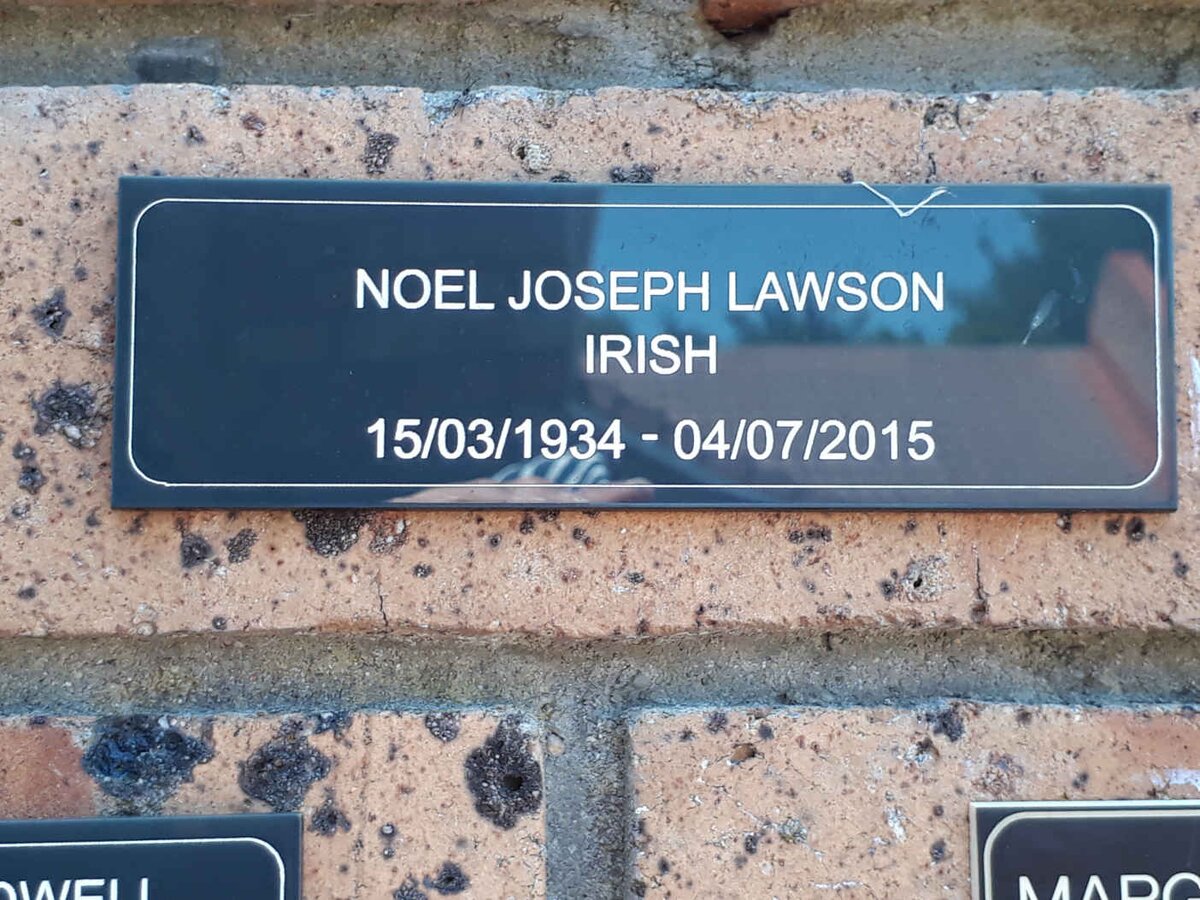 NOEL JOSEPH LAWSON
IRISH
15/03/1934 - 04/07/2015